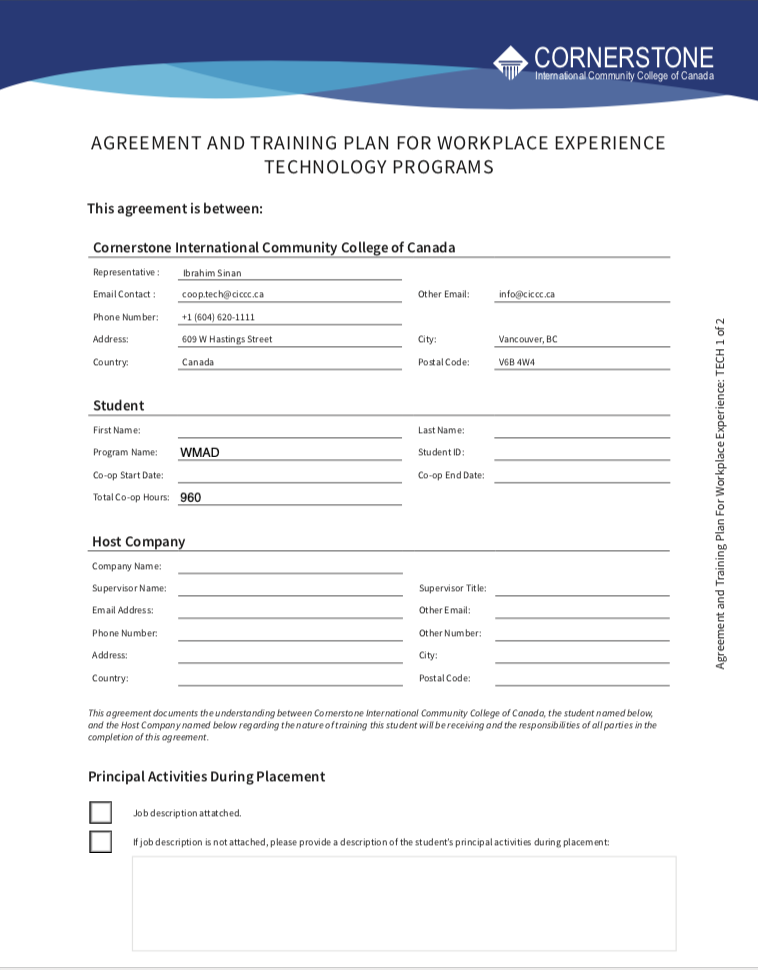 CORNERSTONE
International Community College of Canada
AGREEMENT AND TRAINING PLAN FOR WORKPLACE EXPERIENCE
TECHNOLOGY PROGRAMS
This agreement is between:
Cornerstone International Community College of Canada
Representative : Ibrahim Sinan
Email Contact : coop.tech@ciccc.ca Other Email: info@ciccc.ca
Phone Number: +1 (604) 620-1111
Address: 609 W Hastings Street City: Vancouver, BC
Country: Canada Postal Code: V6B 4W4
Student
First Name: Last Name:
Program Name: WMAD Student ID:
Co-op Start Date: Co-op End Date:
Total Co-op Hours: 960
Host Company
Company Name:
Supervisor Name: Supervisor Title:
Email Address: Other Email:
Phone Number: Other Number:
Address: City:
Country: Postal Code:
This agreement documents the understanding between Cornerstone International Community College of Canada, the student named below,
and the Host Company named below regarding the nature of training this student will be receiving and the responsibilities of all parties in the
completion of this agreement.
Principal Activities During Placement
Job description attatched.
If job description is not attached, please provide a description of the student's principal activities during placement:
Agreement and Training Plan For Workplace Experience: TECH 1 of 2